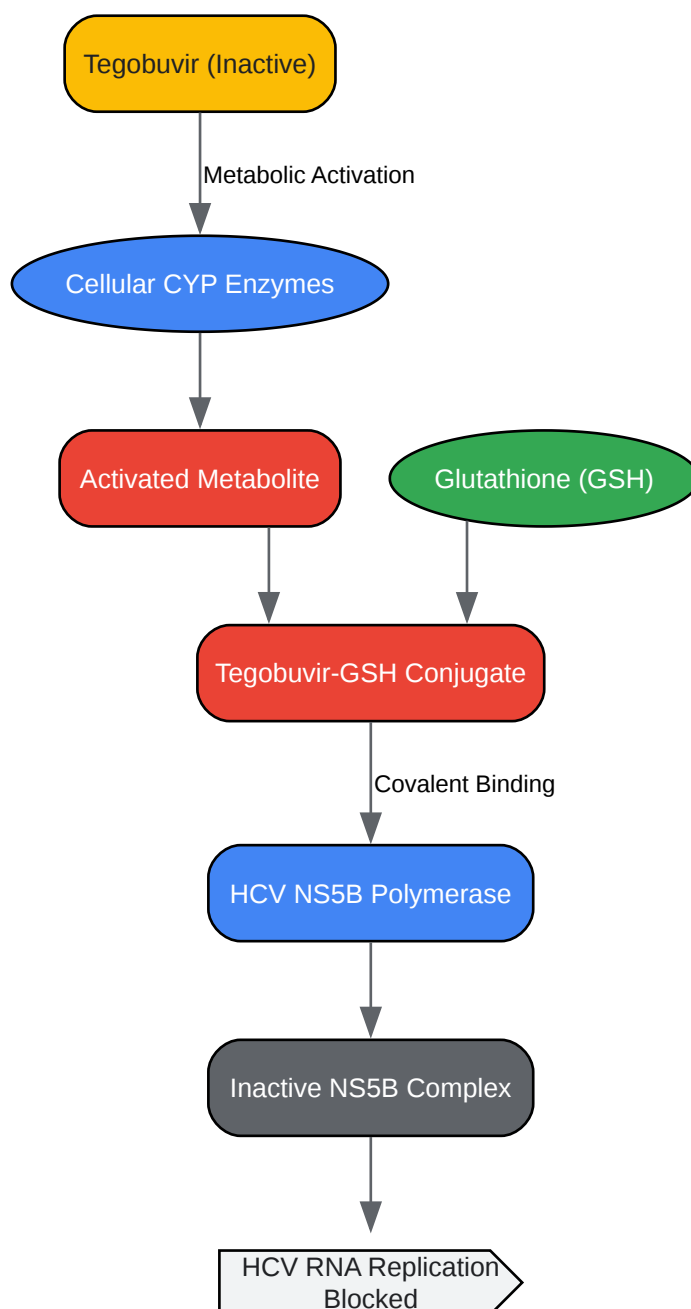 Tegobuvir (Inactive)
Metabolic Activation
Cellular CYP Enzymes
Activated Metabolite
Glutathione (GSH)
Tegobuvir-GSH Conjugate
Covalent Binding
HCV NS5B Polymerase
Inactive NS5B Complex
HCV RNA Replication
Blocked